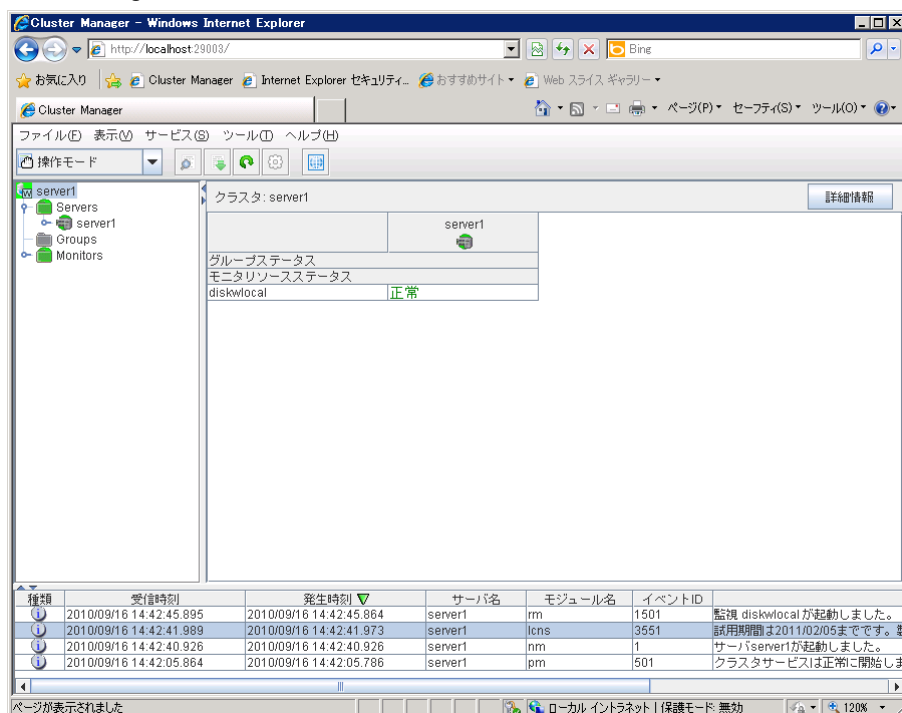 Cluster Manager - Windows Internet Explorer
http://localhost:29003/
Bing
お気に入り Cluster Manager Internet Explorer セキュリティ... おすすめサイト Web スライス ギャラリー
Cluster Manager ページ(P) セーフティ(S) ツール(O)
ファイル(F) 表示(V) サービス(S) ツール(T) ヘルプ(H)
操作モード
server1
Servers
server1
Groups
Monitors
クラスタ: server1 詳細情報
server1
グループステータス
モニタリソースステータス
diskwlocal 正常
種類 受信時刻 発生時刻 サーバ名 モジュール名 イベントID
2010/09/16 14:42:45.895 2010/09/16 14:42:45.864 server1 rm 1501 監視 diskwlocal が起動しました。
2010/09/16 14:42:41.989 2010/09/16 14:42:41.973 server1 lcns 3551 試用期間は2011/02/05までです。
2010/09/16 14:42:40.926 2010/09/16 14:42:40.926 server1 nm 1 サーバserver1が起動しました。
2010/09/16 14:42:05.864 2010/09/16 14:42:05.786 server1 pm 501 クラスタサービスは正常に開始しま
ページが表示されました ローカル イントラネット | 保護モード: 無効 120%